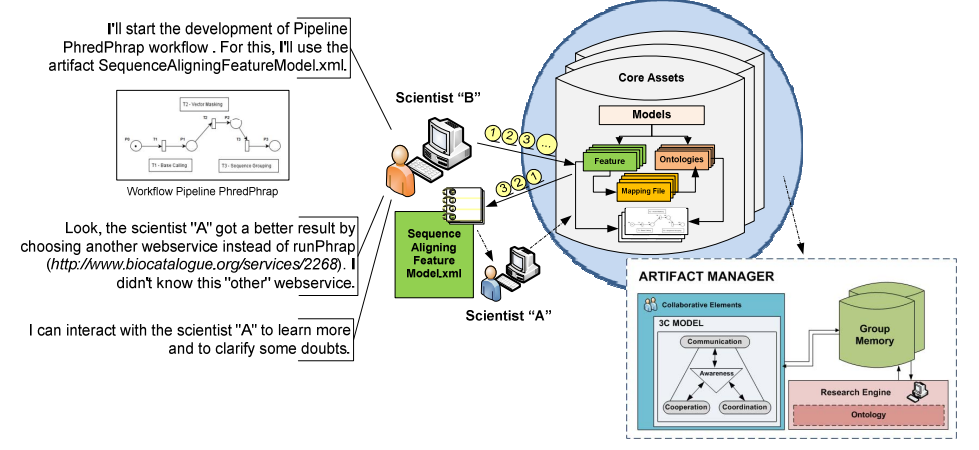 I'll start the development of Pipeline
PhredPhrap workflow . For this, I'll use the
artifact SequenceAligningFeatureModel.xml.
T2 - Vector Masking
P0
T1
P1
T2
P2
T3
P3
T1 - Base Calling
T3 - Sequence Grouping
Workflow Pipeline PhredPhrap
Look, the scientist "A" got a better result by
choosing another webservice instead of runPhrap
(http://www.biocatalogue.org/services/2268). I
didn't know this "other" webservice.
I can interact with the scientist "A" to learn more
and to clarify some doubts.
Scientist “B”
1 2 3 ...
3 2 1
Sequence
Aligning
Feature
Model.xml
Scientist “A”
Core Assets
Models
Feature
Ontologies
Mapping File
ARTIFACT MANAGER
Collaborative Elements
3C MODEL
Communication
Awareness
Cooperation
Coordination
Group
Memory
Research Engine
Ontology